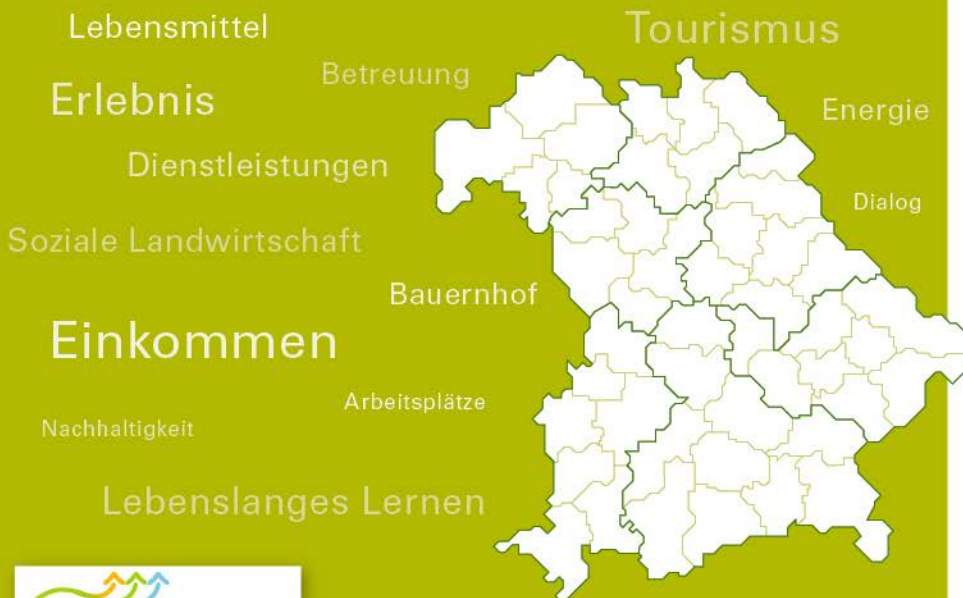 Lebensmittel
Tourismus
Betreuung
Erlebnis
Energie
Dienstleistungen
Dialog
Soziale Landwirtschaft
Bauernhof
Einkommen
Arbeitsplätze
Nachhaltigkeit
Lebenslanges Lernen